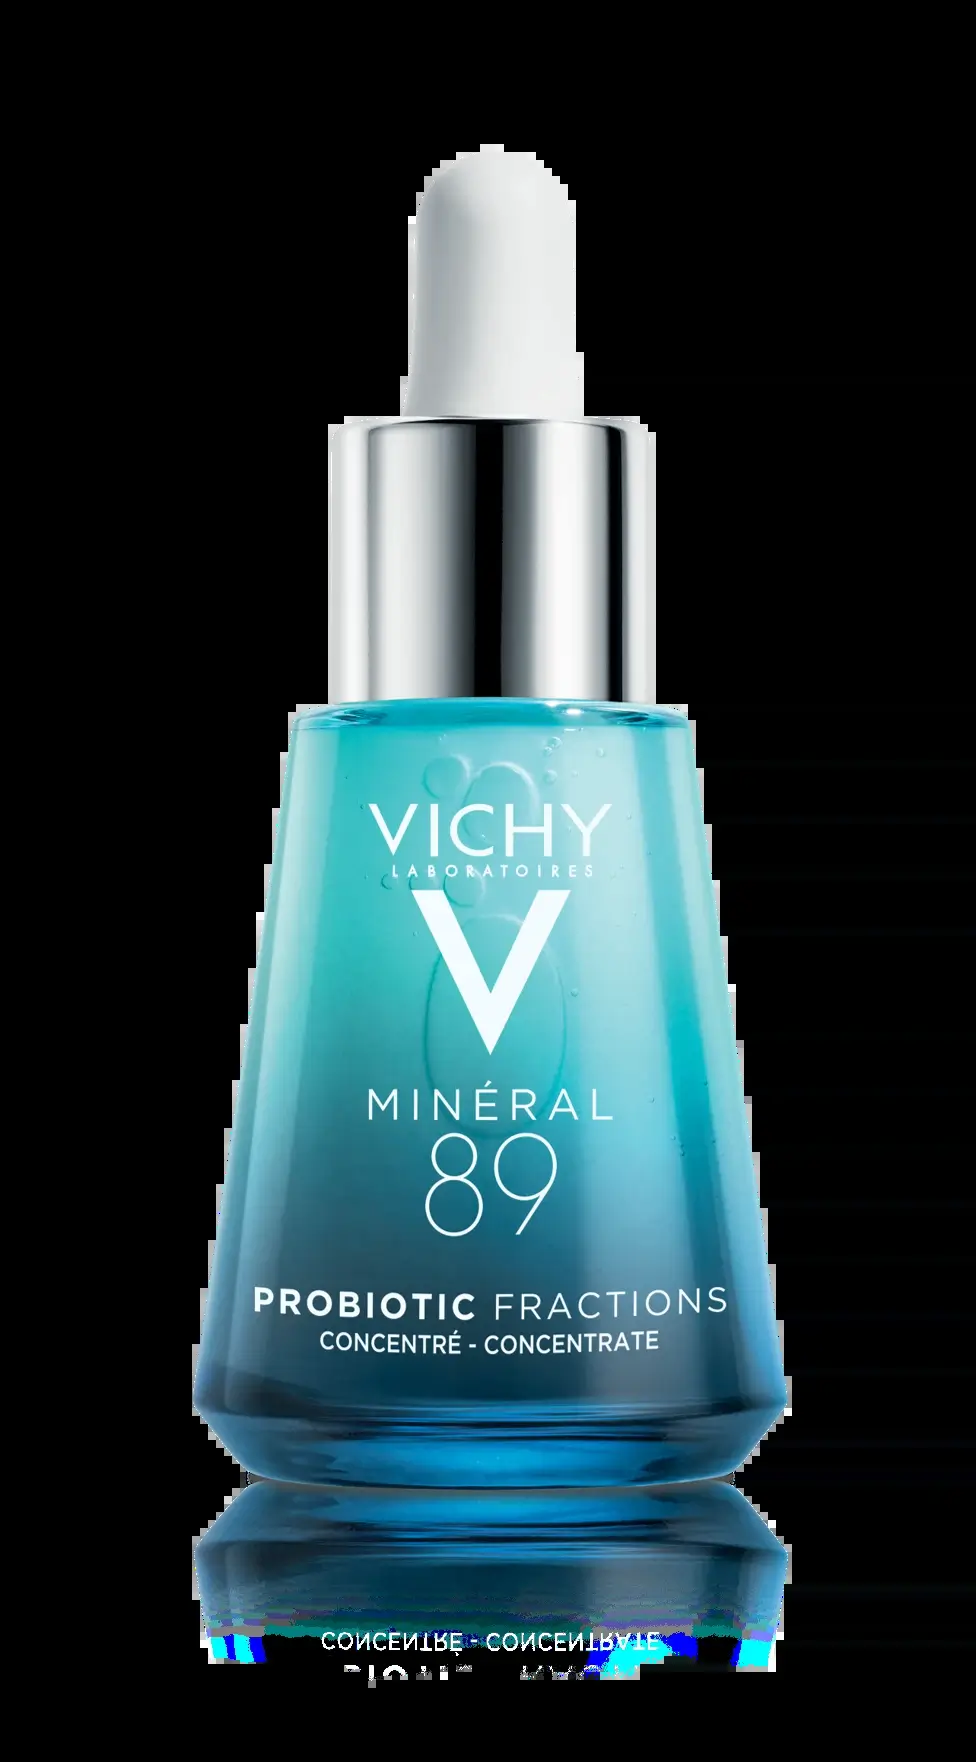 VICHY
LABORATOIRES
V
MINÉRAL
89
PROBIOTIC FRACTIONS
CONCENTRÉ - CONCENTRATE